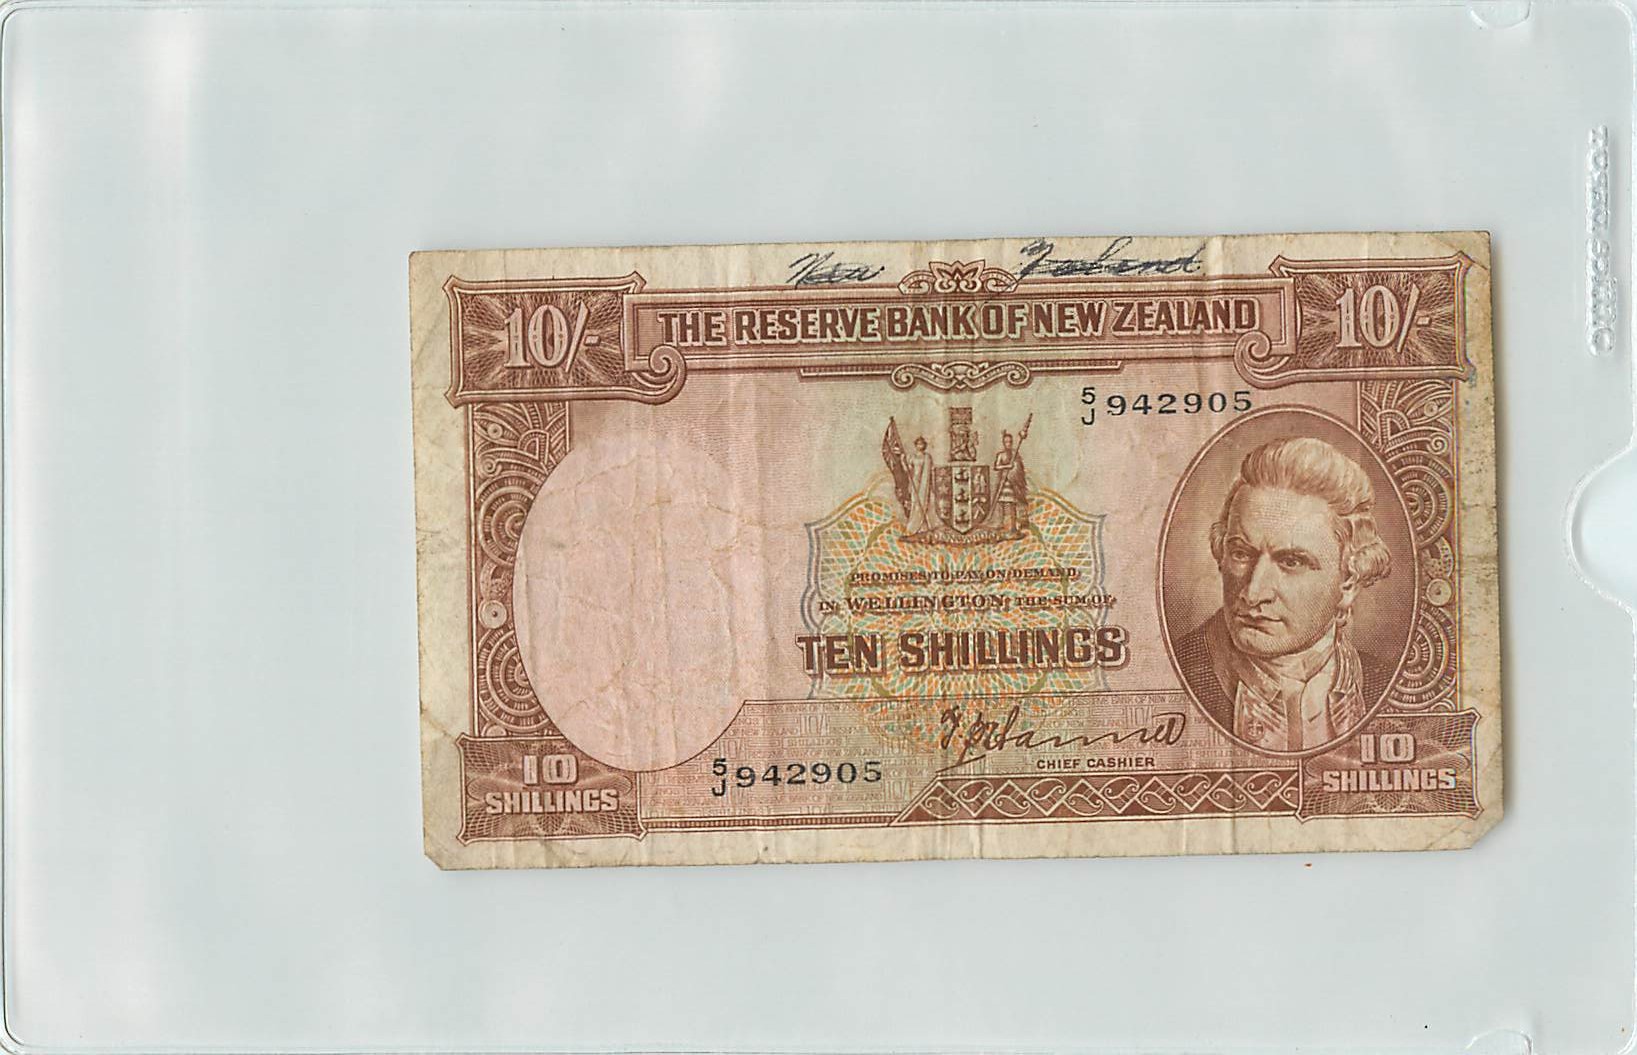 New Zealand
10/-
THE RESERVE BANK OF NEW ZEALAND
10/-
5/J 942905
PROMISES TO PAY ON DEMAND
IN WELLINGTON THE SUM OF
TEN SHILLINGS
CHIEF CASHIER
5/J 942905
10
SHILLINGS
10
SHILLINGS